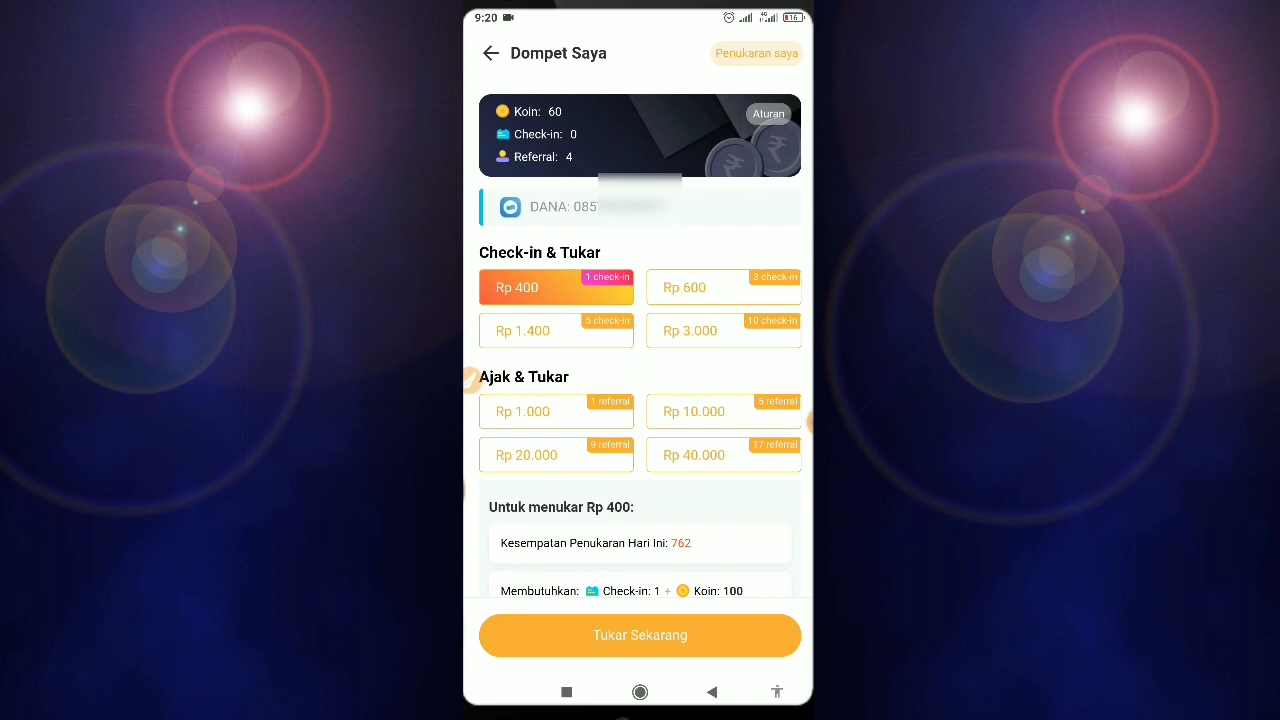 9:20
4G
16
Dompet Saya
Penukaran saya
Koin: 60
Aturan
Check-in: 0
Referral: 4
DANA: 085
Check-in & Tukar
Rp 400
1 check-in
Rp 600
3 check-in
Rp 1.400
5 check-in
Rp 3.000
10 check-in
Ajak & Tukar
Rp 1.000
1 referral
Rp 10.000
5 referral
Rp 20.000
9 referral
Rp 40.000
17 referral
Untuk menukar Rp 400:
Kesempatan Penukaran Hari Ini: 762
Membutuhkan: Check-in: 1 + Koin: 100
Tukar Sekarang